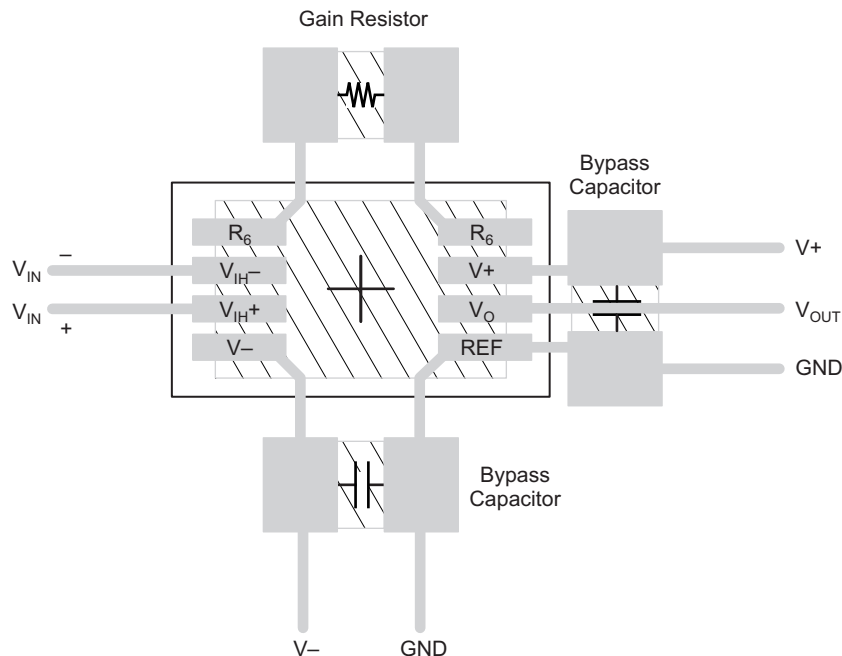 Gain Resistor
Bypass
Capacitor
R6
R6
V+
–
VIN
VIH–
V+
VIN
+
VIH+
VO
VOUT
V–
REF
GND
Bypass
Capacitor
V–
GND